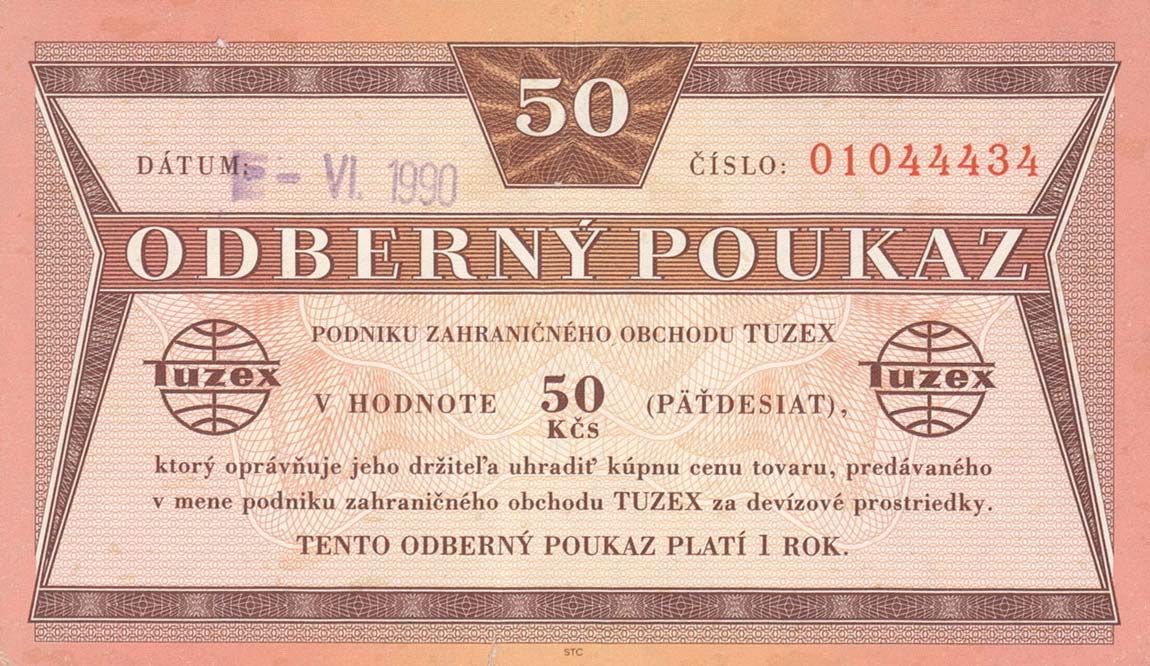 50
DÁTUM: E- VI. 1990
ČÍSLO: 01044434
ODBERNÝ POUKAZ
PODNIKU ZAHRANIČNÉHO OBCHODU TUZEX
Tuzex
Tuzex
V HODNOTE 50 KČS (PÄŤDESIAT),
ktorý oprávňuje jeho držiteľa uhradiť kúpnu cenu tovaru, predávaného
v mene podniku zahraničného obchodu TUZEX za devízové prostriedky.
TENTO ODBERNÝ POUKAZ PLATÍ 1 ROK.
STC